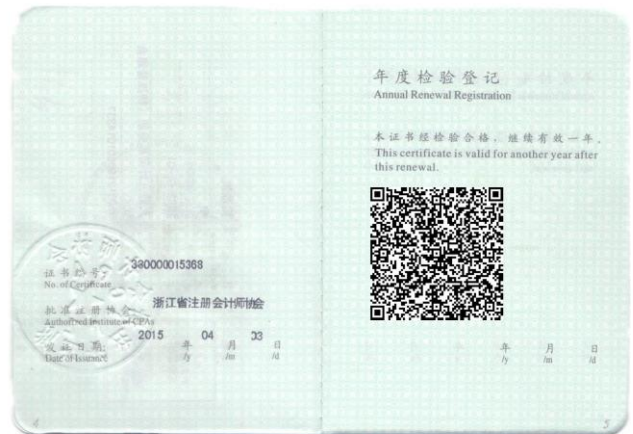 证书编号:
330000015368
No. of Certificate
批准注册协会:
浙江省注册会计师协会
Authorized Institute of CPAs
发证日期:
2015 年 04 月 03 日
Date of Issuance /y /m /d
4
年度检验登记
Annual Renewal Registration
本证书经检验合格,继续有效一年。
This certificate is valid for another year after
this renewal.
年 月 日
/y /m /d
5